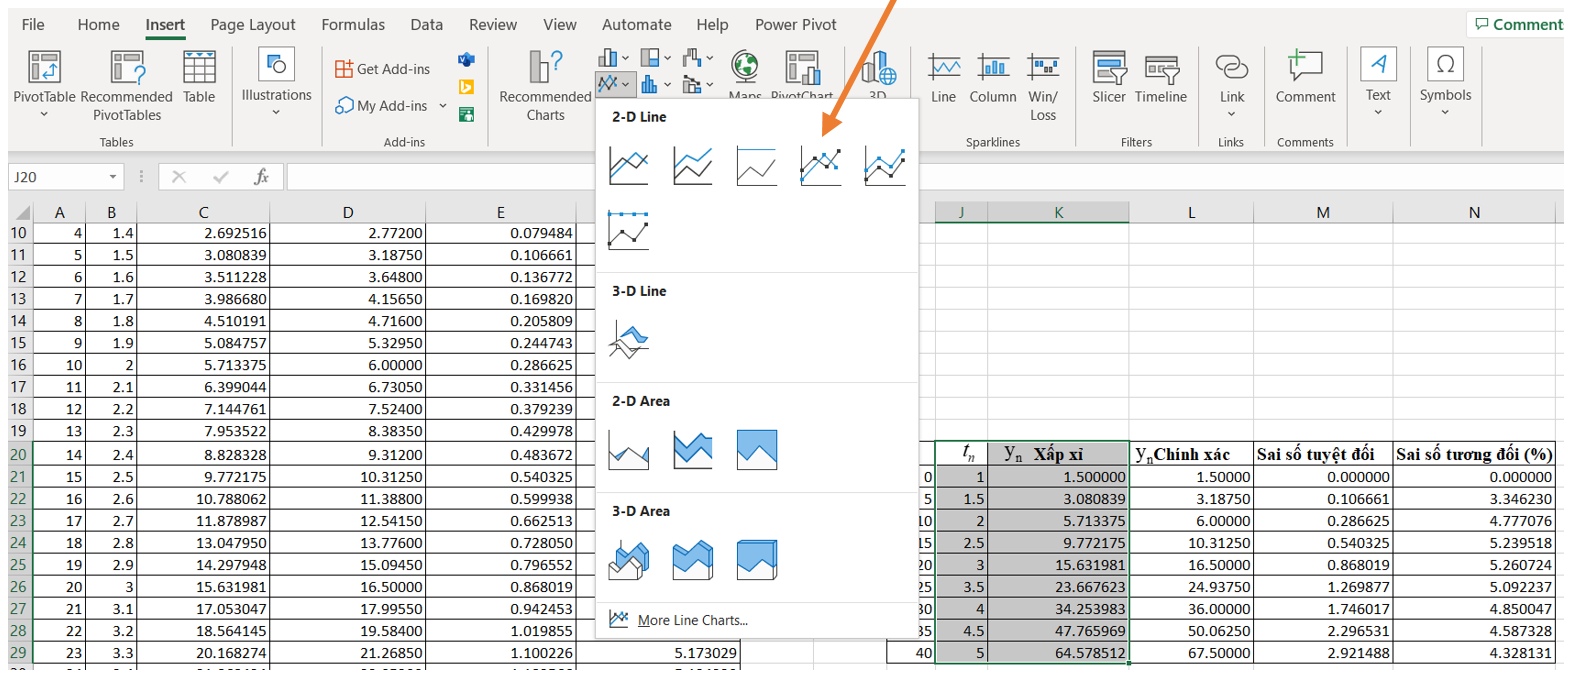 File Home Insert Page Layout Formulas Data Review View Automate Help Power Pivot Comment
PivotTable Recommended PivotTables Table
Tables
Illustrations
Get Add-ins
My Add-ins
Add-ins
Recommended Charts
Maps PivotChart 3D
Line Column Win/ Loss
Sparklines
Slicer Timeline
Filters
Link
Links
Comment
Comments
Text
Symbols
J20 fx
2-D Line
3-D Line
2-D Area
3-D Area
More Line Charts...
A B C D E J K L M N
10 4 1.4 2.692516 2.77200 0.079484
11 5 1.5 3.080839 3.18750 0.106661
12 6 1.6 3.511228 3.64800 0.136772
13 7 1.7 3.986680 4.15650 0.169820
14 8 1.8 4.510191 4.71600 0.205809
15 9 1.9 5.084757 5.32950 0.244743
16 10 2 5.713375 6.00000 0.286625
17 11 2.1 6.399044 6.73050 0.331456
18 12 2.2 7.144761 7.52400 0.379239
19 13 2.3 7.953522 8.38350 0.429978
20 14 2.4 8.828328 9.31200 0.483672 tn yn Xấp xỉ yn Chính xác Sai số tuyệt đối Sai số tương đối (%)
21 15 2.5 9.772175 10.31250 0.540325 0 1 1.500000 1.50000 0.000000 0.000000
22 16 2.6 10.788062 11.38800 0.599938 5 1.5 3.080839 3.18750 0.106661 3.346230
23 17 2.7 11.878987 12.54150 0.662513 10 2 5.713375 6.00000 0.286625 4.777076
24 18 2.8 13.047950 13.77600 0.728050 15 2.5 9.772175 10.31250 0.540325 5.239518
25 19 2.9 14.297948 15.09450 0.796552 20 3 15.631981 16.50000 0.868019 5.260724
26 20 3 15.631981 16.50000 0.868019 25 3.5 23.667623 24.93750 1.269877 5.092237
27 21 3.1 17.053047 17.99550 0.942453 30 4 34.253983 36.00000 1.746017 4.850047
28 22 3.2 18.564145 19.58400 1.019855 35 4.5 47.765969 50.06250 2.296531 4.587328
29 23 3.3 20.168274 21.26850 1.100226 5.173029 40 5 64.578512 67.50000 2.921488 4.328131